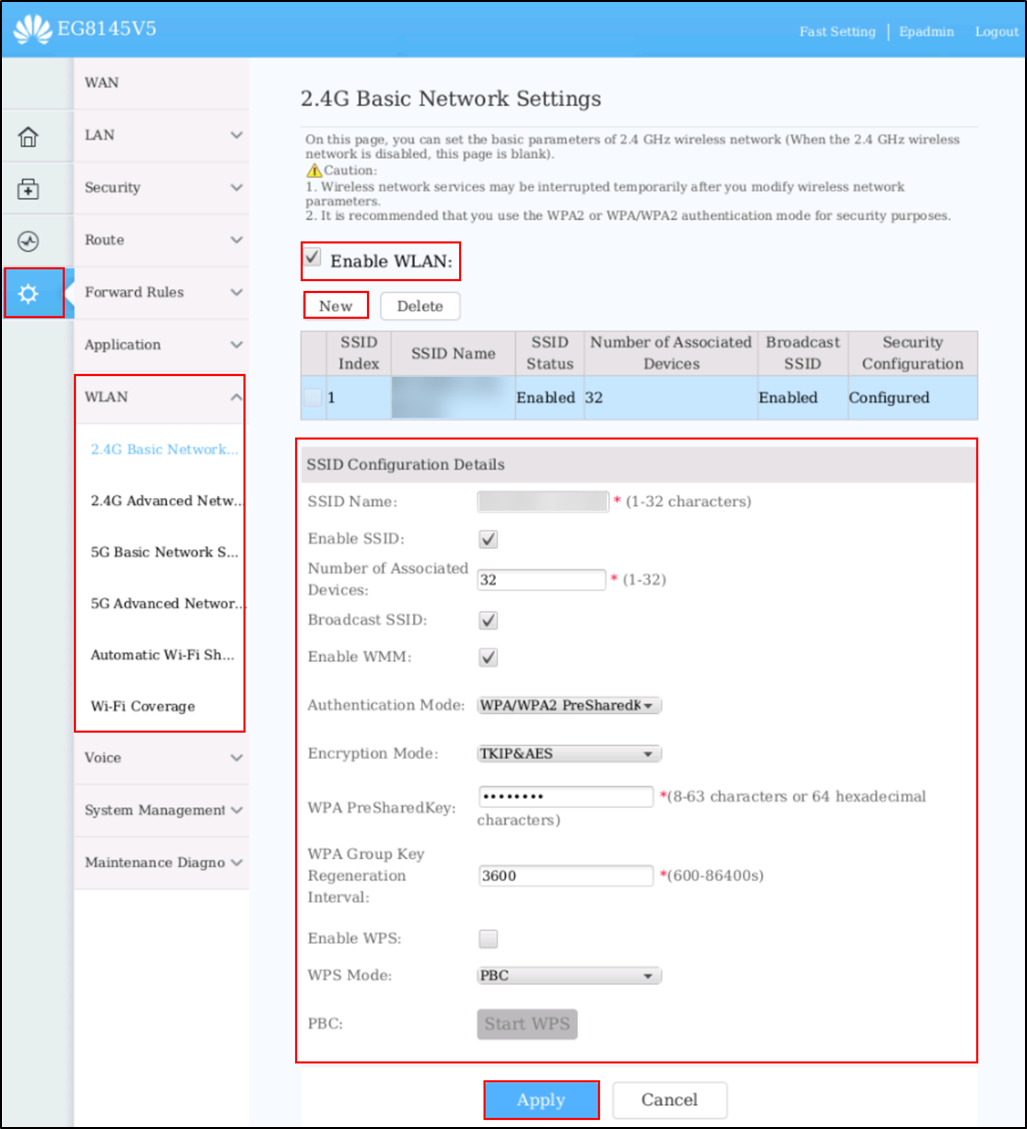 EG8145V5
Fast Setting | Epadmin Logout
WAN
LAN
Security
Route
Forward Rules
Application
WLAN
2.4G Basic Network...
2.4G Advanced Netw...
5G Basic Network S...
5G Advanced Networ...
Automatic Wi-Fi Sh...
Wi-Fi Coverage
Voice
System Management
Maintenance Diagno
2.4G Basic Network Settings
On this page, you can set the basic parameters of 2.4 GHz wireless network (When the 2.4 GHz wireless
network is disabled, this page is blank).
Caution:
1. Wireless network services may be interrupted temporarily after you modify wireless network
parameters.
2. It is recommended that you use the WPA2 or WPA/WPA2 authentication mode for security purposes.
Enable WLAN:
New Delete
SSID Index SSID Name SSID Status Number of Associated Devices Broadcast SSID Security Configuration
1 Enabled 32 Enabled Configured
SSID Configuration Details
SSID Name: * (1-32 characters)
Enable SSID:
Number of Associated
Devices: 32 * (1-32)
Broadcast SSID:
Enable WMM:
Authentication Mode: WPA/WPA2 PreSharedK
Encryption Mode: TKIP&AES
WPA PreSharedKey: •••••••• *(8-63 characters or 64 hexadecimal
characters)
WPA Group Key
Regeneration
Interval: 3600 *(600-86400s)
Enable WPS:
WPS Mode: PBC
PBC: Start WPS
Apply Cancel